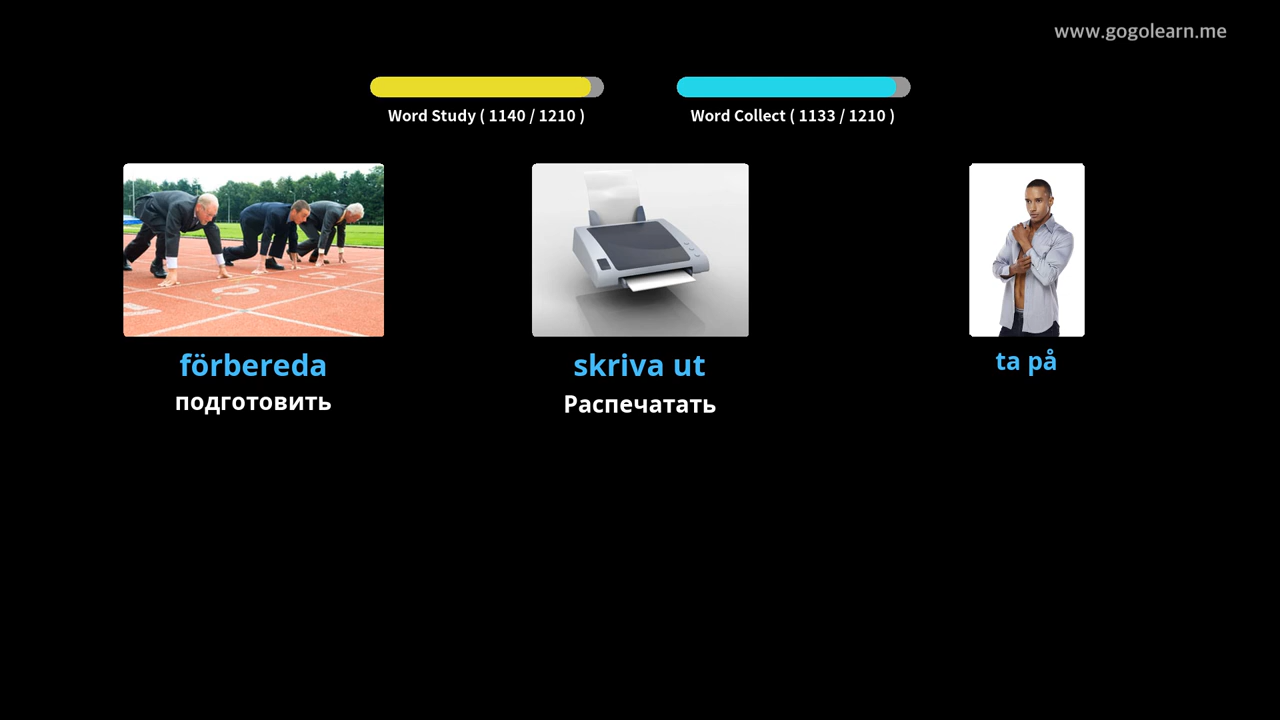 www.gogolearn.me
Word Study ( 1140 / 1210 )
Word Collect ( 1133 / 1210 )
förbereda
подготовить
skriva ut
Распечатать
ta på